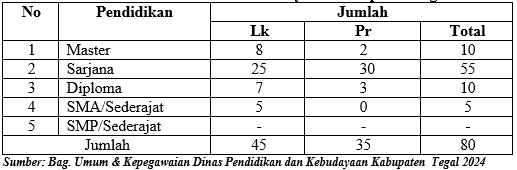 No Pendidikan Jumlah
Lk Pr Total
1 Master 8 2 10
2 Sarjana 25 30 55
3 Diploma 7 3 10
4 SMA/Sederajat 5 0 5
5 SMP/Sederajat - - -
Jumlah 45 35 80
Sumber: Bag. Umum & Kepegawaian Dinas Pendidikan dan Kebudayaan Kabupaten Tegal 2024